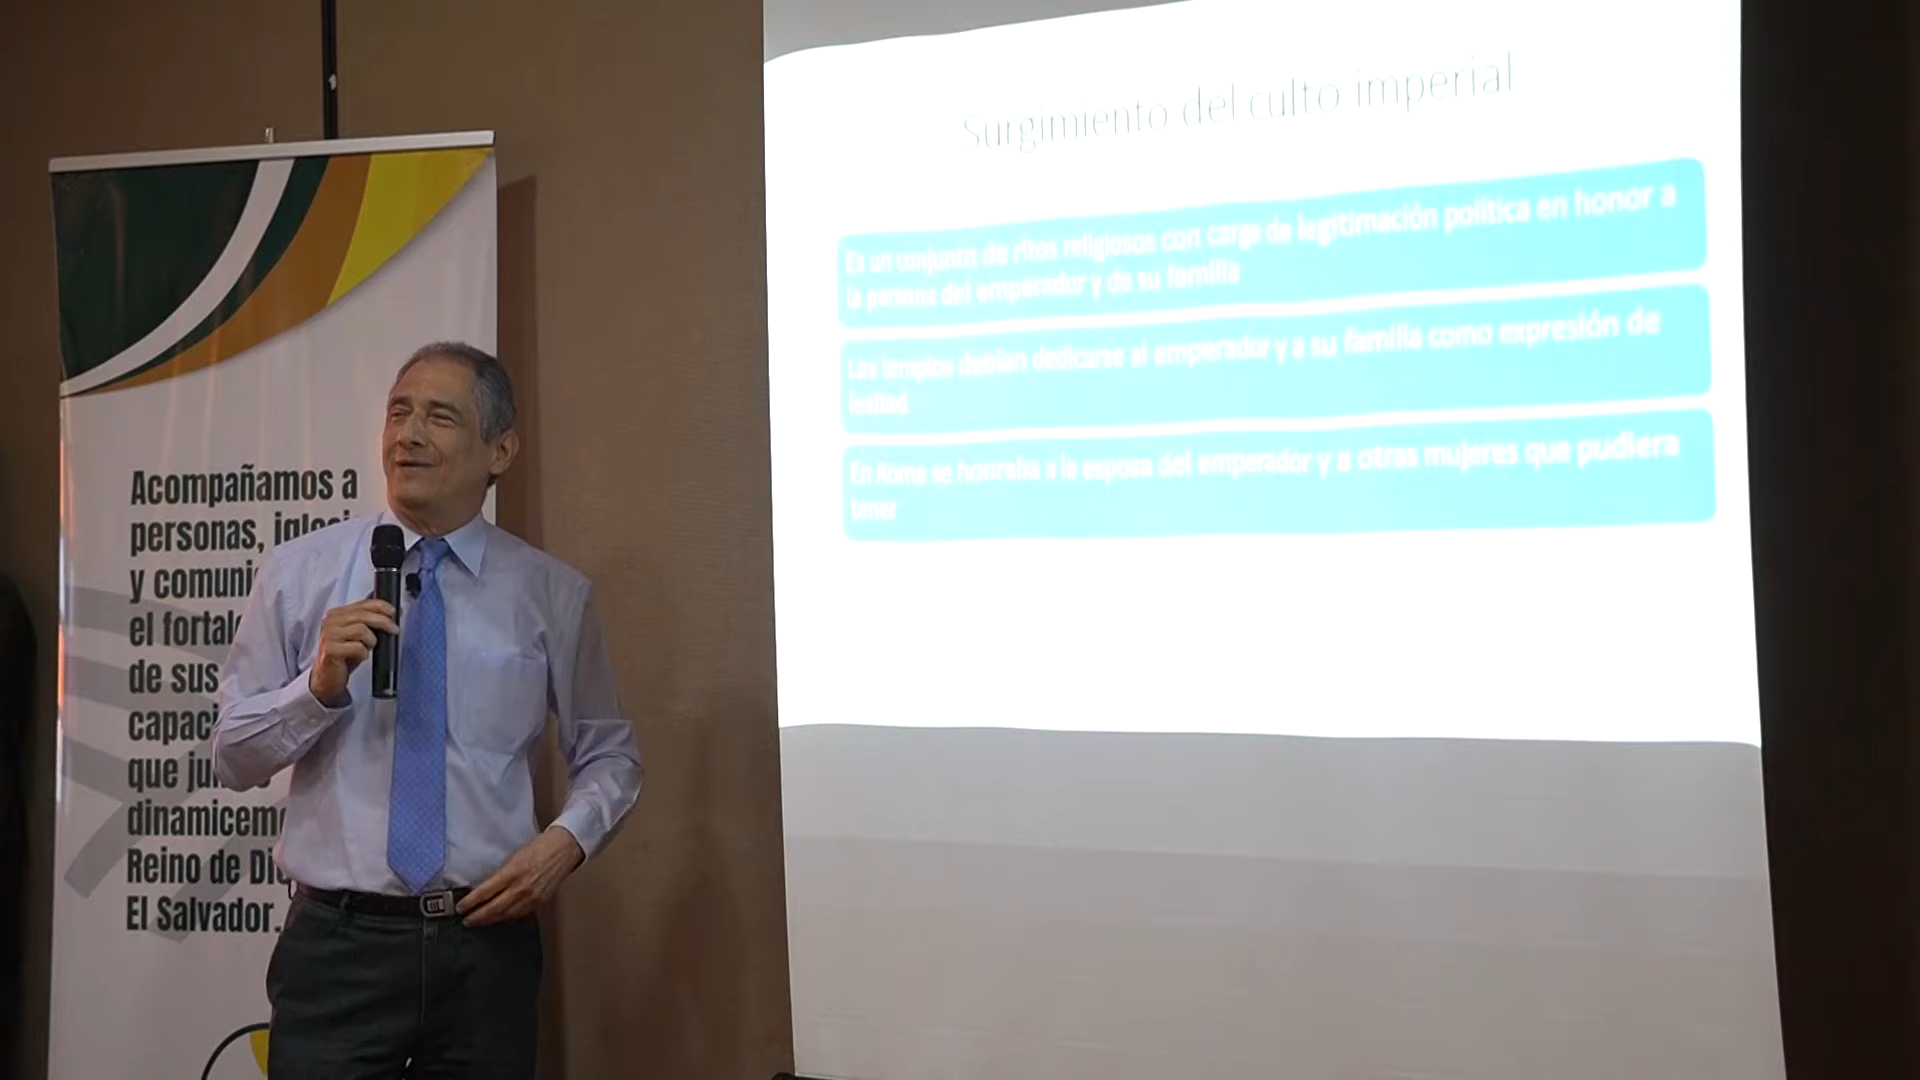 Acompañamos a
personas,
y
el
de sus
que
Reino de
El Salvador.
Surgimiento del culto imperial
Es un conjunto de ritos religiosos con carga de legitimación política en honor a
la persona del emperador y de su familia
Los templos debían dedicarse al emperador y a su familia como expresión de
lealtad
En Roma se honraba a la esposa del emperador y a otras mujeres que pudiera
tener